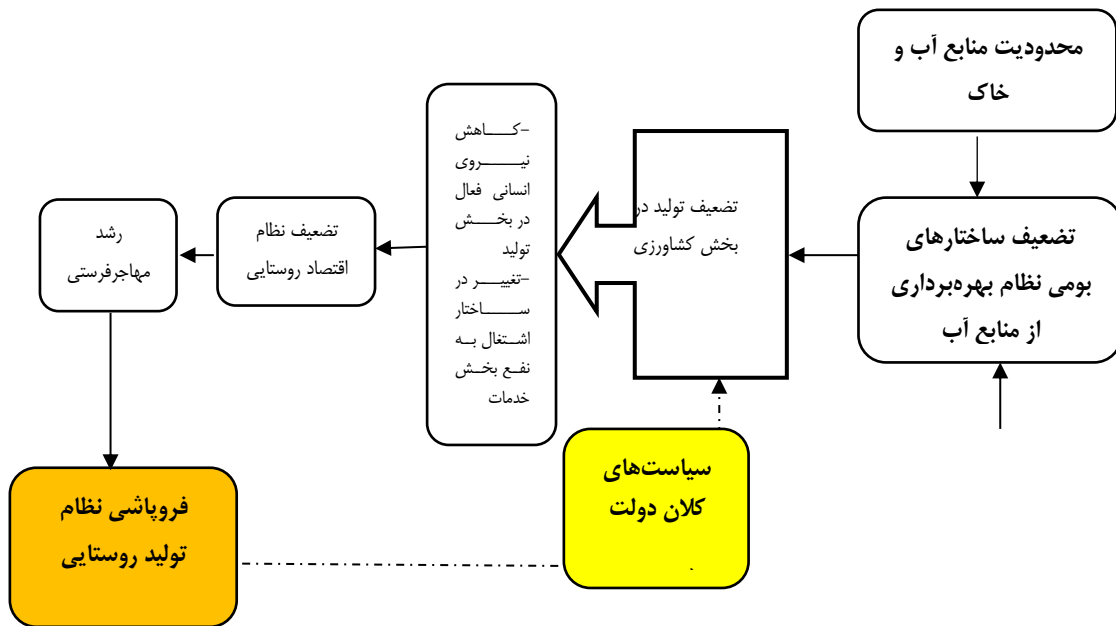 محدودیت منابع آب و
خاک
تضعیف ساختارهای
بومی نظام بهره‌برداری
از منابع آب
تضعیف تولید در
بخش کشاورزی
-کاهش
نیروی
انسانی فعال
در بخش
تولید
-تغییر در
ساختار
اشتغال به
نفع بخش
خدمات
تضعیف نظام
اقتصاد روستایی
رشد
مهاجرفرستی
سیاست‌های
کلان دولت
فروپاشی نظام
تولید روستایی